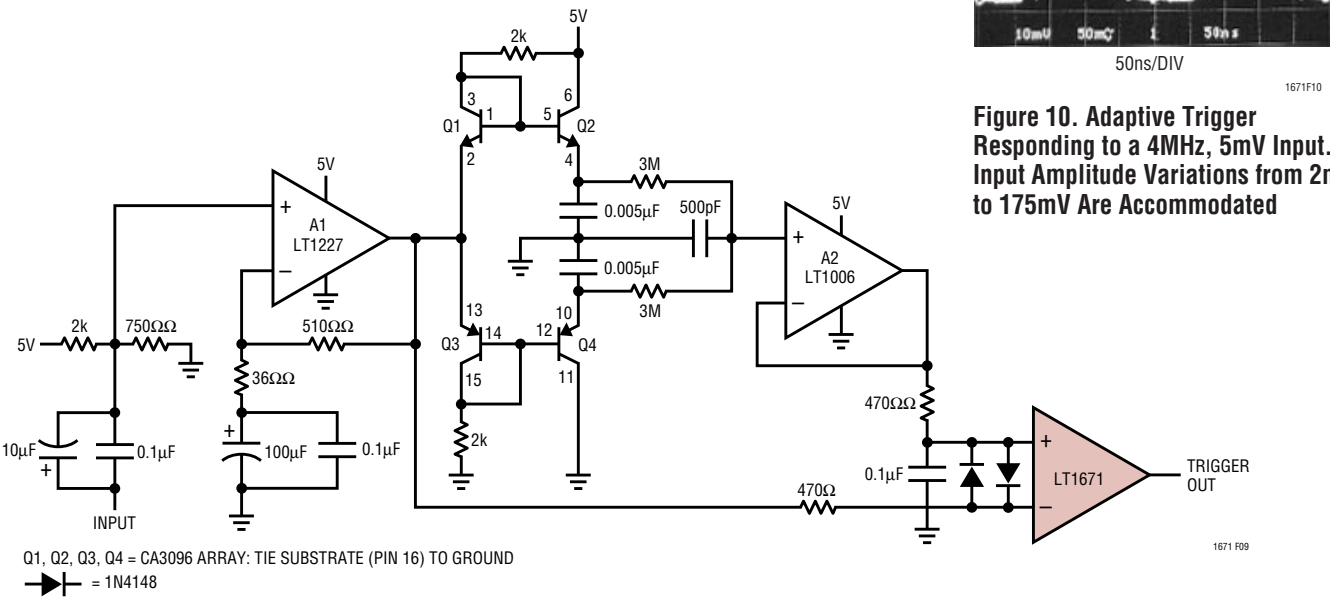 5V
2k
3
1
Q1
2
5
6
Q2
4
3M
0.005µF
500pF
0.005µF
3M
5V
+
A1
LT1227
–
5V
+
A2
LT1006
–
13
14
Q3
15
10
12
Q4
11
2k
2k
750ΩΩ
5V
510ΩΩ
36ΩΩ
10µF
+
0.1µF
INPUT
+
100µF
0.1µF
470ΩΩ
0.1µF
470Ω
+
LT1671
–
TRIGGER
OUT
1671 F09
Q1, Q2, Q3, Q4 = CA3096 ARRAY: TIE SUBSTRATE (PIN 16) TO GROUND
= 1N4148
10mV
50ns
50ns/DIV
1671F10
Figure 10. Adaptive Trigger
Responding to a 4MHz, 5mV Input.
Input Amplitude Variations from
to 175mV Are Accommodated